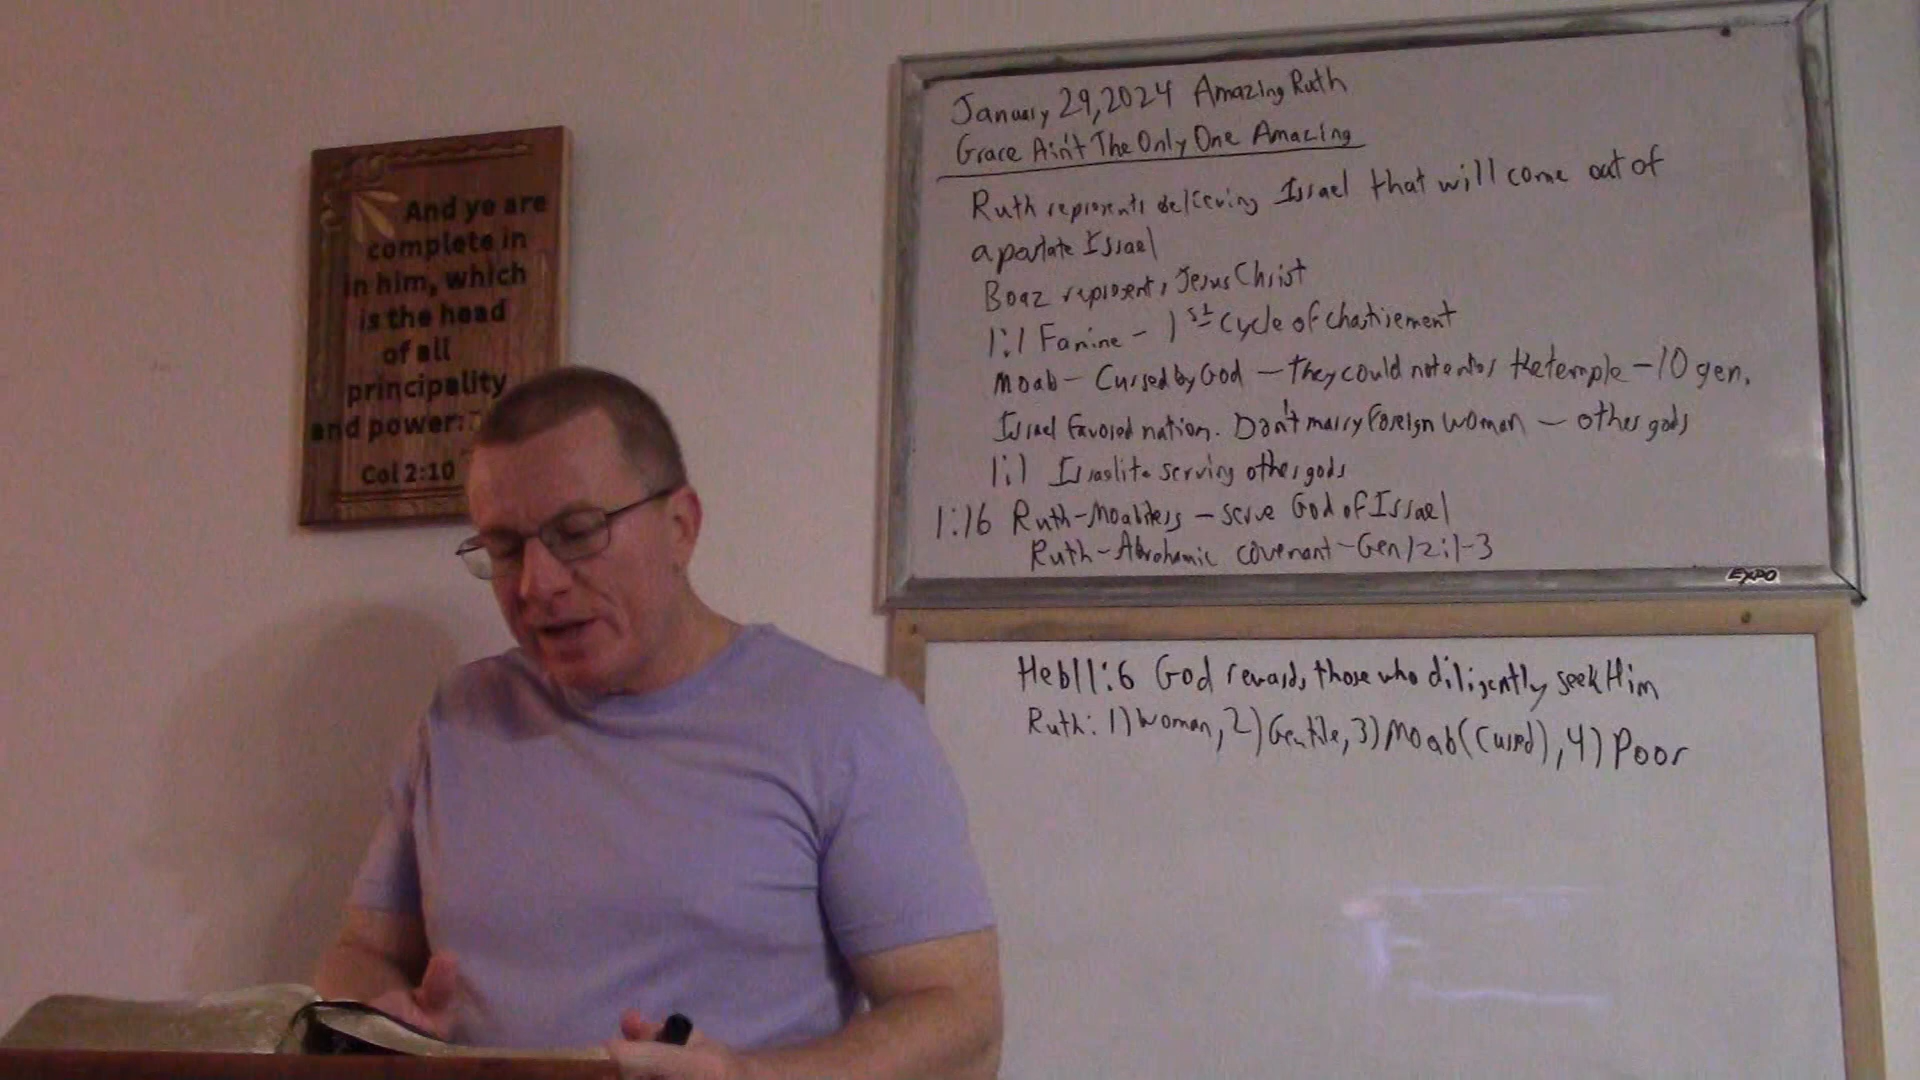 And ye are
complete in
in him, which
is the head
of all
principality
and power:
Col 2:10
January 29, 2024 Amazing Ruth
Grace Ain't The Only One Amazing
Ruth represents believing Israel that will come out of
apostate Israel
Boaz represents Jesus Christ
1:1 Famine - 1st Cycle of chastisement
Moab - Cursed by God - They could not enter the temple - 10 gen.
Israel favored nation. Don't marry foreign woman - other gods
1:1 Israelite serving other gods
1:16 Ruth-Moabitess - serve God of Israel
Ruth - Abrahamic covenant - Gen 12:1-3
EXPO
Heb 11:6 God rewards those who diligently seek Him
Ruth: 1) Woman, 2) Gentile, 3) Moab (Cursed), 4) Poor